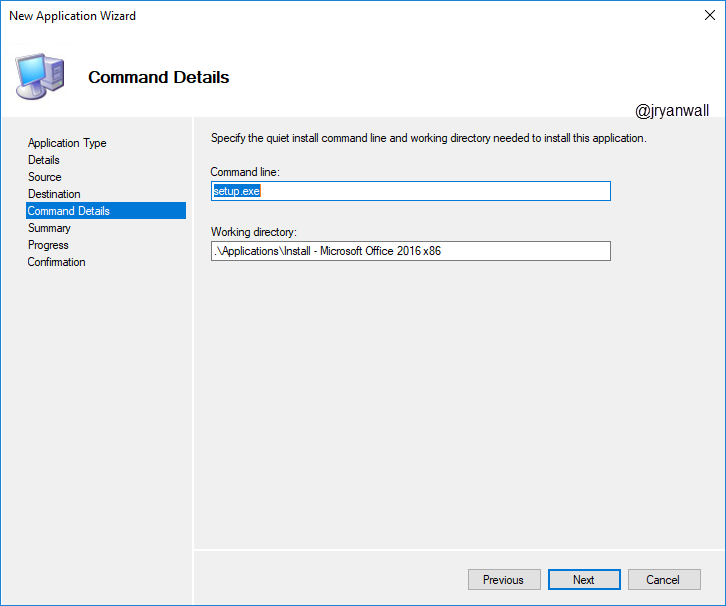 New Application Wizard
Command Details
@jryanwall
Application Type
Details
Source
Destination
Command Details
Summary
Progress
Confirmation
Specify the quiet install command line and working directory needed to install this application.
Command line:
setup.exe
Working directory:
.\Applications\Install - Microsoft Office 2016 x86
Previous
Next
Cancel